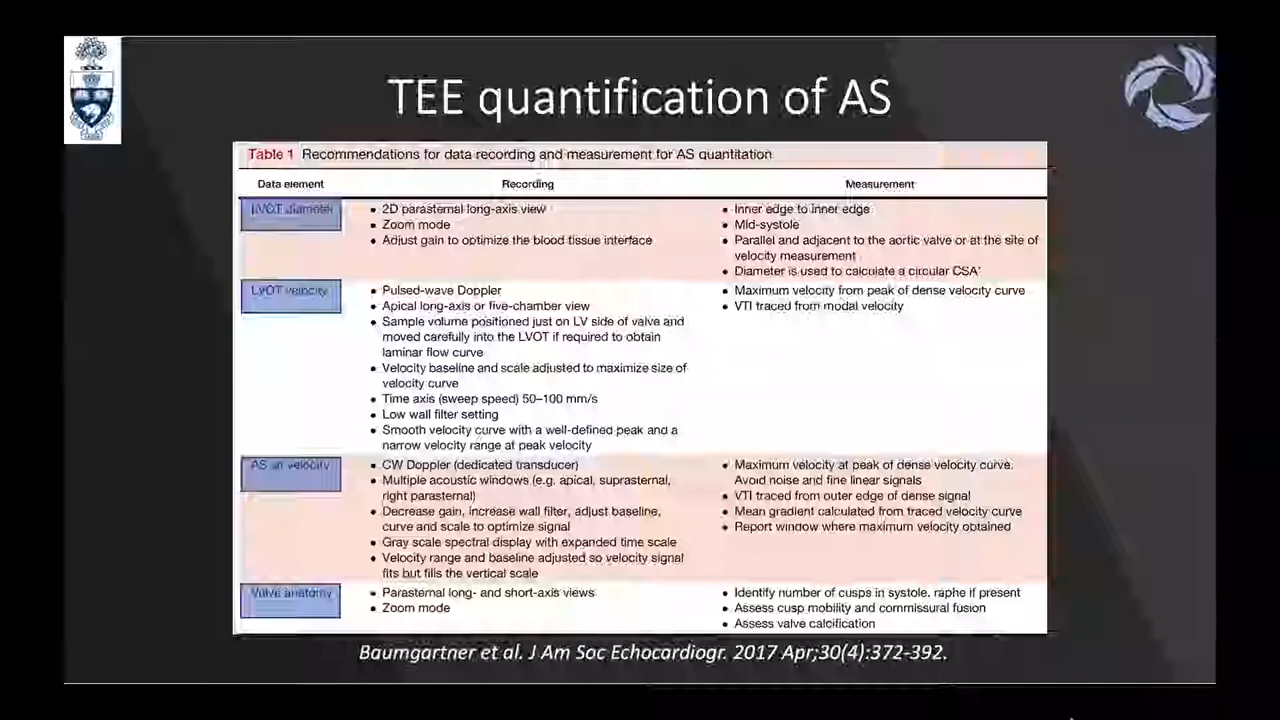 TEE quantification of AS
Table 1 Recommendations for data recording and measurement for AS quantitation
Data element Recording Measurement
LVOT diameter
• 2D parasternal long-axis view
• Zoom mode
• Adjust gain to optimize the blood tissue interface
• Inner edge to inner edge
• Mid-systole
• Parallel and adjacent to the aortic valve or at the site of
velocity measurement
• Diameter is used to calculate a circular CSA*
LVOT velocity
• Pulsed-wave Doppler
• Apical long-axis or five-chamber view
• Sample volume positioned just on LV side of valve and
moved carefully into the LVOT if required to obtain
laminar flow curve
• Velocity baseline and scale adjusted to maximize size of
velocity curve
• Time axis (sweep speed) 50–100 mm/s
• Low wall filter setting
• Smooth velocity curve with a well-defined peak and a
narrow velocity range at peak velocity
• Maximum velocity from peak of dense velocity curve
• VTI traced from modal velocity
AS jet velocity
• CW Doppler (dedicated transducer)
• Multiple acoustic windows (e.g. apical, suprasternal,
right parasternal)
• Decrease gain, increase wall filter, adjust baseline,
curve and scale to optimize signal
• Gray scale spectral display with expanded time scale
• Velocity range and baseline adjusted so velocity signal
fits but fills the vertical scale
• Maximum velocity at peak of dense velocity curve.
Avoid noise and fine linear signals
• VTI traced from outer edge of dense signal
• Mean gradient calculated from traced velocity curve
• Report window where maximum velocity obtained
Valve anatomy
• Parasternal long- and short-axis views
• Zoom mode
• Identify number of cusps in systole, raphe if present
• Assess cusp mobility and commissural fusion
• Assess valve calcification
Baumgartner et al. J Am Soc Echocardiogr. 2017 Apr;30(4):372-392.